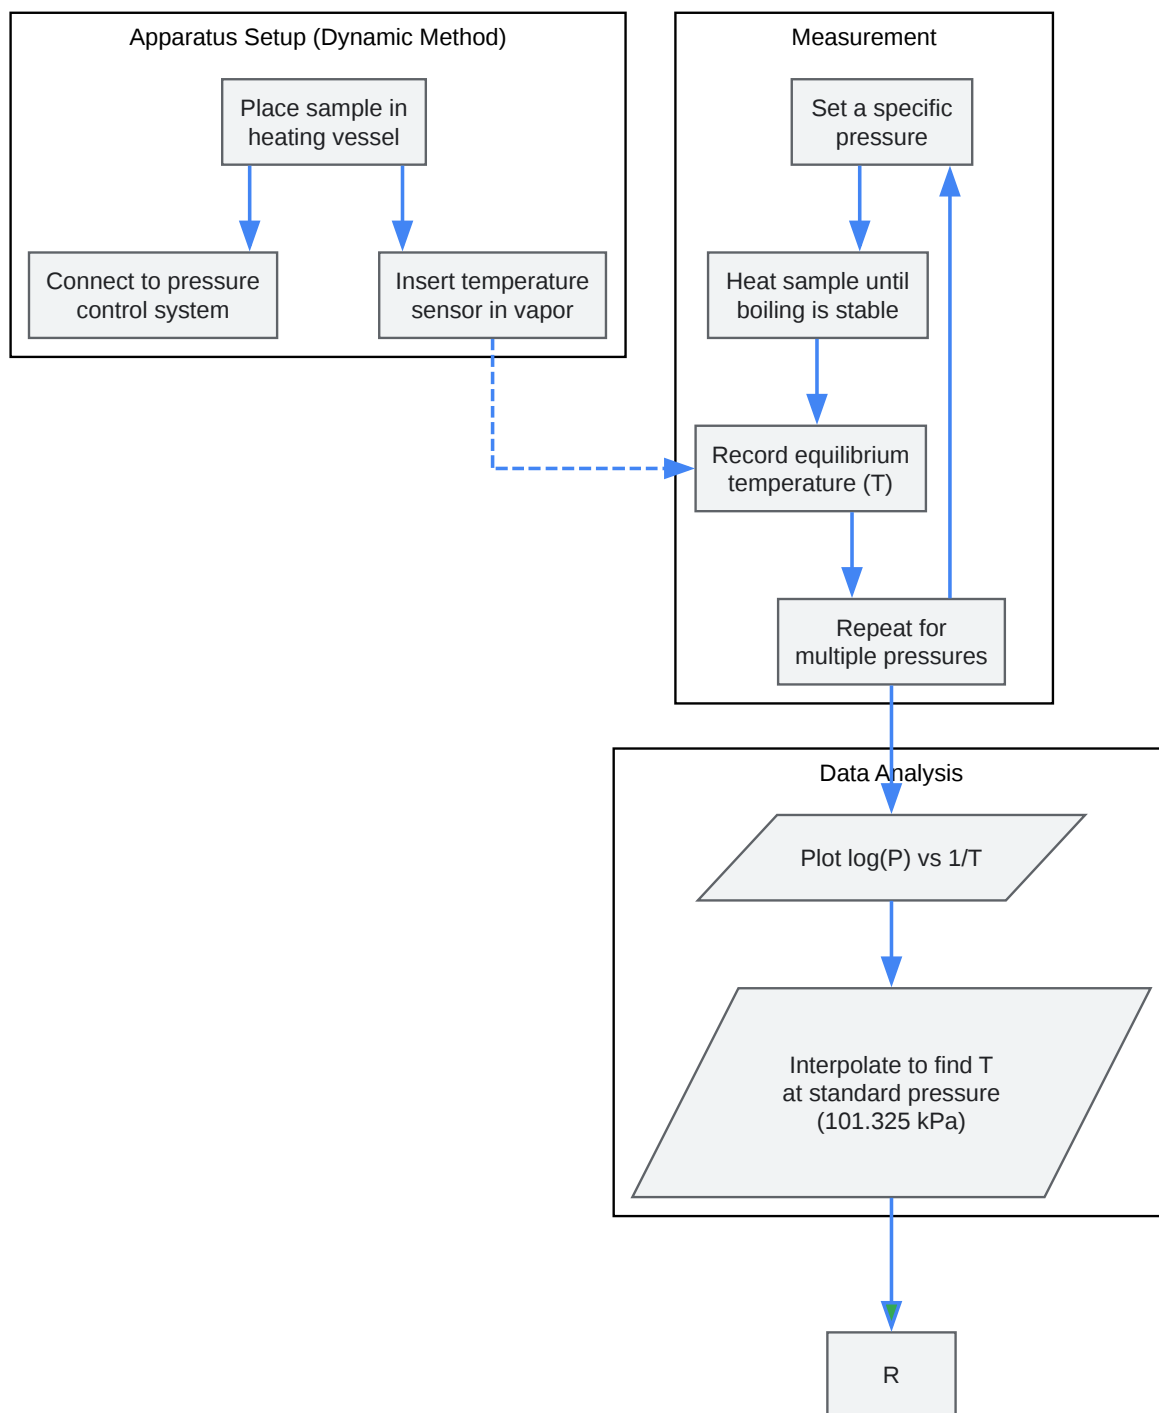 Apparatus Setup (Dynamic Method)
Place sample in
heating vessel
Connect to pressure
control system
Insert temperature
sensor in vapor
Measurement
Set a specific
pressure
Heat sample until
boiling is stable
Record equilibrium
temperature (T)
Repeat for
multiple pressures
Data Analysis
Plot log(P) vs 1/T
Interpolate to find T
at standard pressure
(101.325 kPa)
R